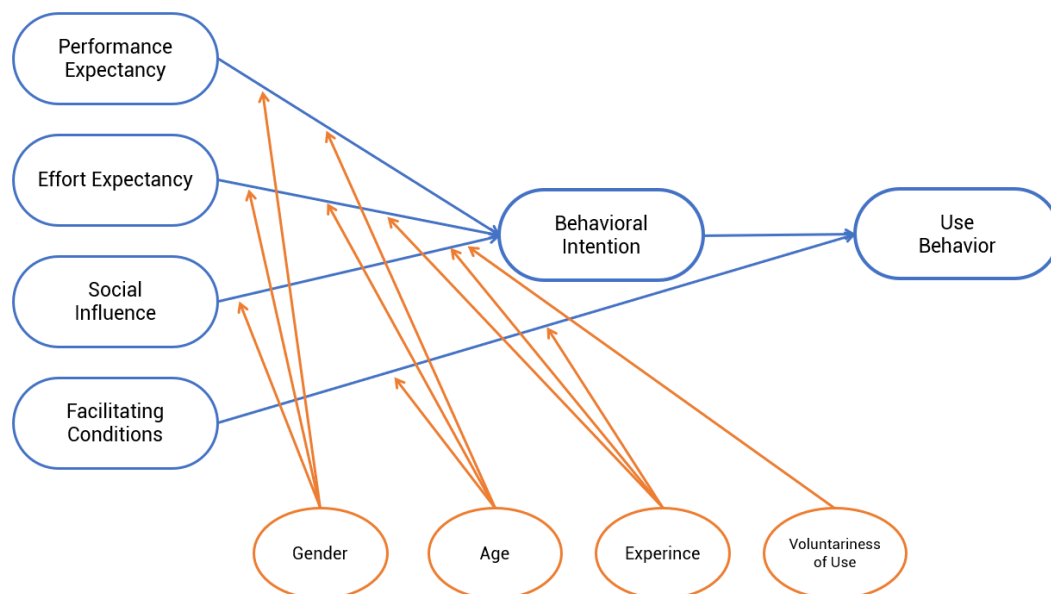 Performance
Expectancy
Effort Expectancy
Behavioral
Intention
Use
Behavior
Social
Influence
Facilitating
Conditions
Gender
Age
Experince
Voluntariness
of Use